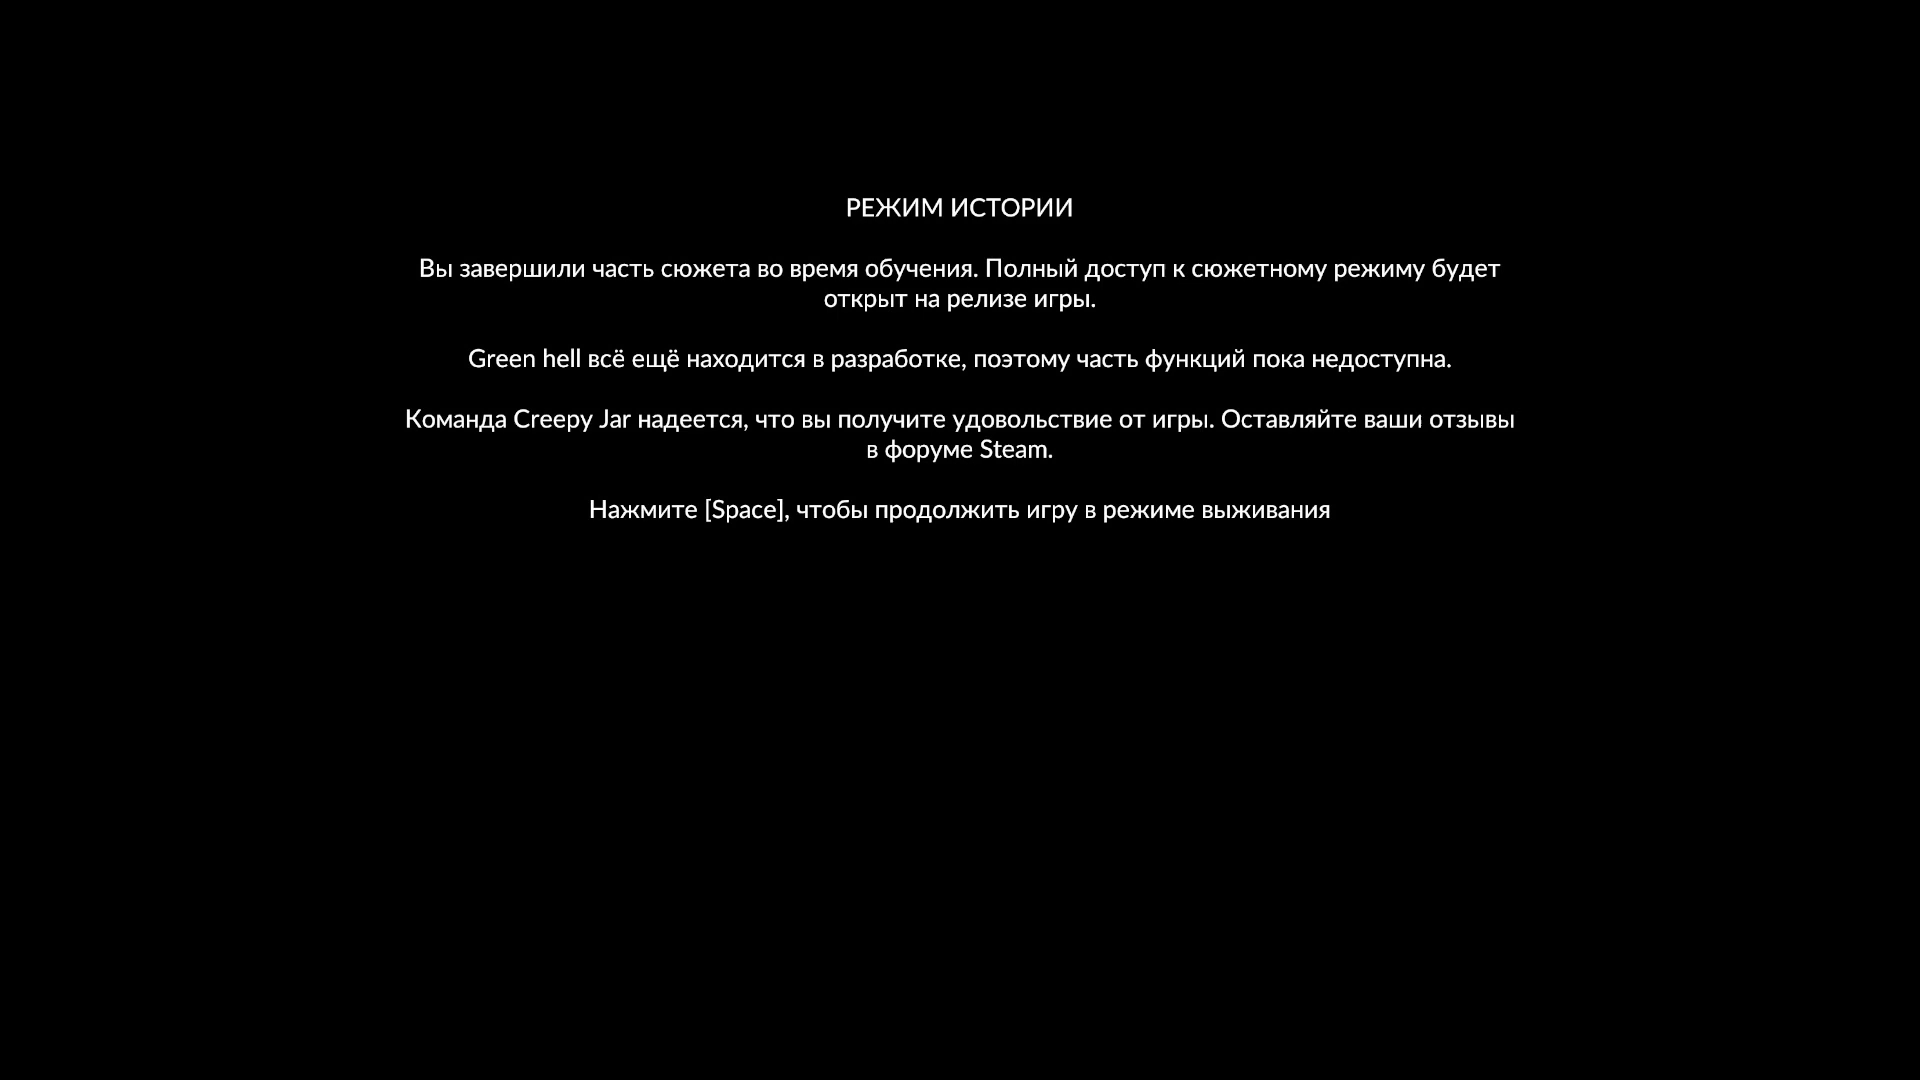 РЕЖИМ ИСТОРИИ
Вы завершили часть сюжета во время обучения. Полный доступ к сюжетному режиму будет
открыт на релизе игры.
Green hell всё ещё находится в разработке, поэтому часть функций пока недоступна.
Команда Creepy Jar надеется, что вы получите удовольствие от игры. Оставляйте ваши отзывы
в форуме Steam.
Нажмите [Space], чтобы продолжить игру в режиме выживания